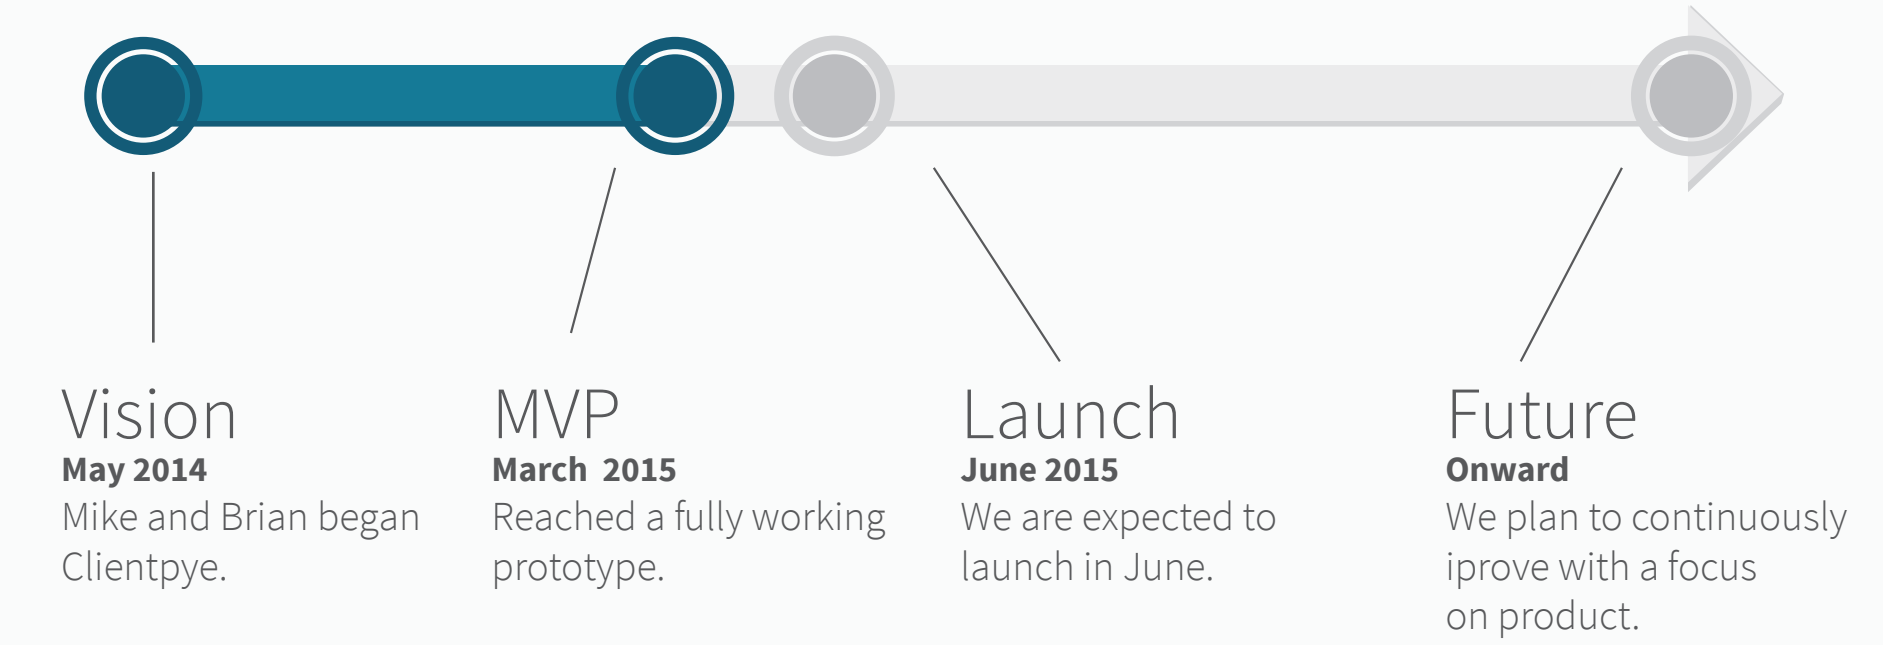 Vision
May 2014
Mike and Brian began
Clientpye.
MVP
March 2015
Reached a fully working
prototype.
Launch
June 2015
We are expected to
launch in June.
Future
Onward
We plan to continuously
iprove with a focus
on product.